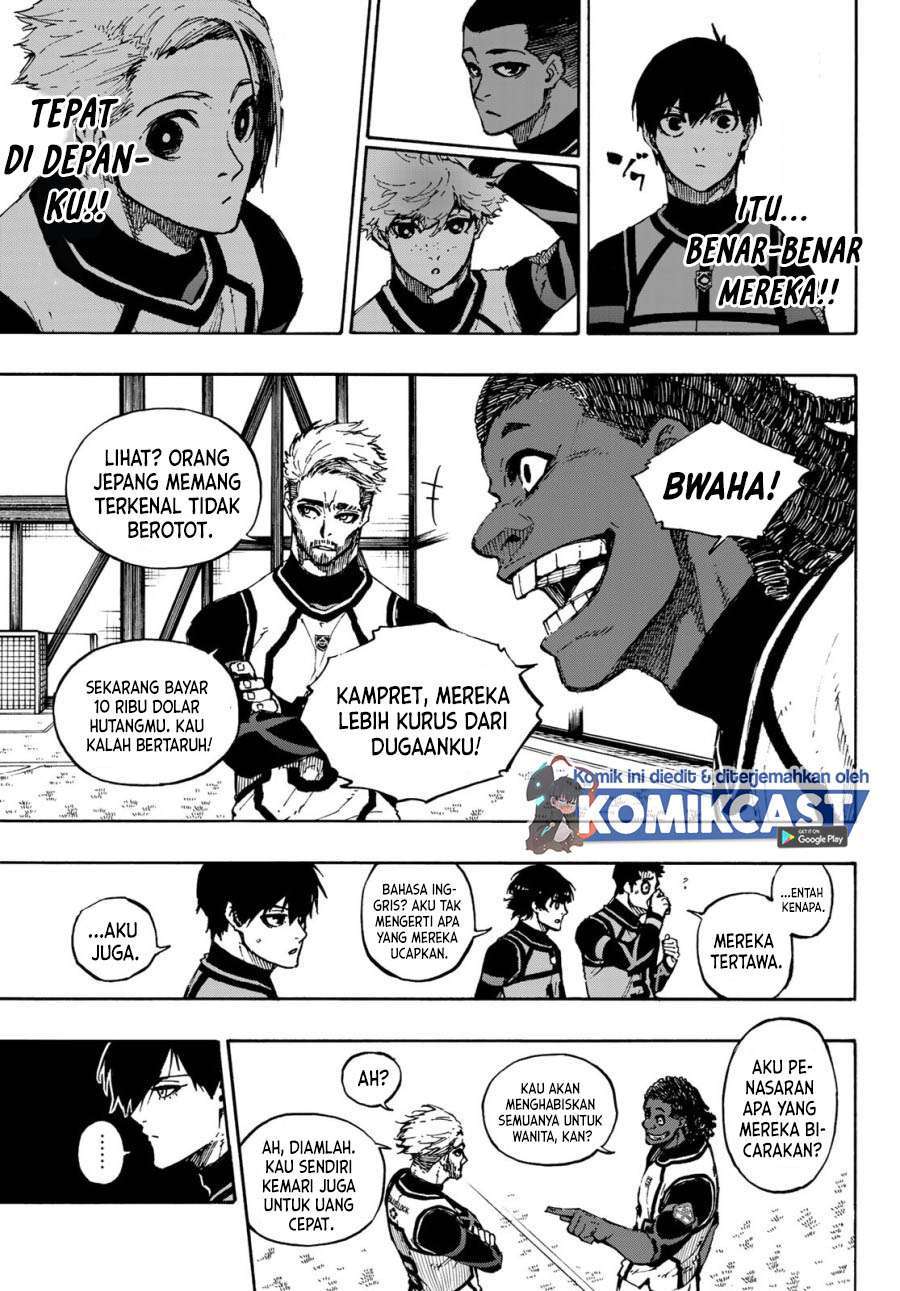 ITU...
BENAR-BENAR
MEREKA!!
TEPAT
DI DEPAN-
KU!!
BWAHA!
LIHAT? ORANG
JEPANG MEMANG
TERKENAL TIDAK
BEROTOT.
KAMPRET, MEREKA
LEBIH KURUS DARI
DUGAANKU!
SEKARANG BAYAR
10 RIBU DOLAR
HUTANGMU. KAU
KALAH BERTARUH!
Komik ini diedit & diterjemahkan oleh
KOMIKCAST
GET IT ON
Google Play
...ENTAH
KENAPA.
MEREKA
TERTAWA.
BAHASA ING-
GRIS? AKU TAK
MENGERTI APA
YANG MEREKA
UCAPKAN.
...AKU
JUGA.
AKU PE-
NASARAN
APA YANG
MEREKA BI-
CARAKAN?
KAU AKAN
MENGHABISKAN
SEMUANYA UNTUK
WANITA, KAN?
AH?
AH, DIAMLAH.
KAU SENDIRI
KEMARI JUGA
UNTUK UANG
CEPAT.
......